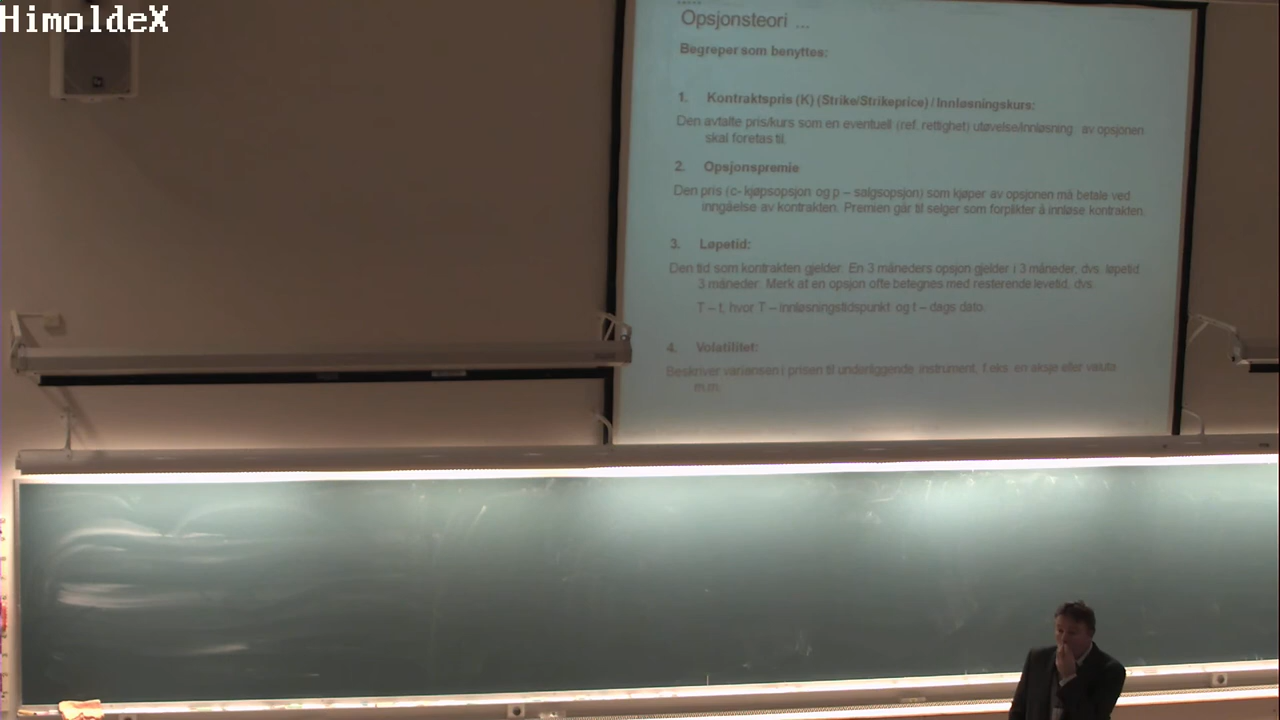 HimoldeX
Opsjonsteori ...
Begreper som benyttes:
1. Kontraktspris (K) (Strike/Strikeprice) / Innløsningskurs:
Den avtalte pris/kurs som en eventuell (ref. rettighet) utøvelse/innløsning av opsjonen
skal foretas til.
2. Opsjonspremie
Den pris (c- kjøpsopsjon og p – salgsopsjon) som kjøper av opsjonen må betale ved
inngåelse av kontrakten. Premien går til selger som forplikter å innløse kontrakten.
3. Løpetid:
Den tid som kontrakten gjelder. En 3 måneders opsjon gjelder i 3 måneder, dvs. løpetid
3 måneder. Merk at en opsjon ofte betegnes med resterende levetid, dvs.
T – t, hvor T – innløsningstidspunkt og t – dags dato.
4. Volatilitet:
Beskriver variansen i prisen til underliggende instrument, f.eks. en aksje eller valuta
m.m.